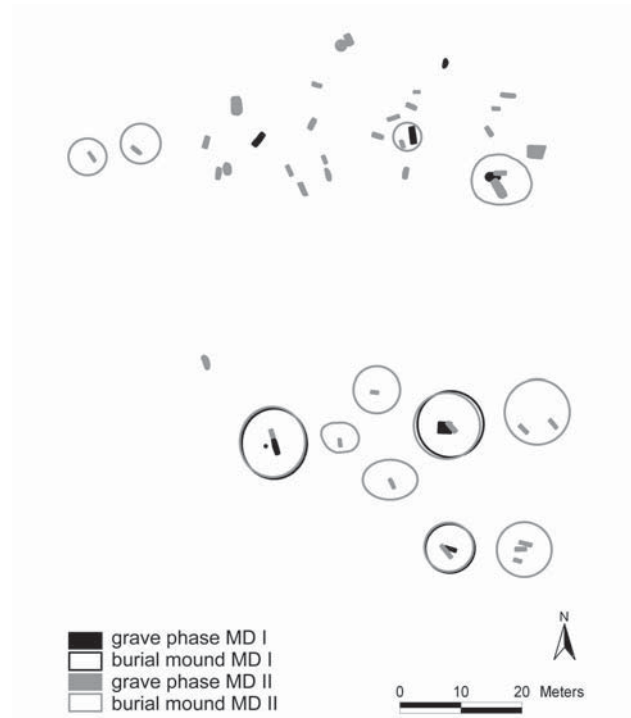 N
grave phase MD I
burial mound MD I
grave phase MD II
burial mound MD II
0 10 20 Meters